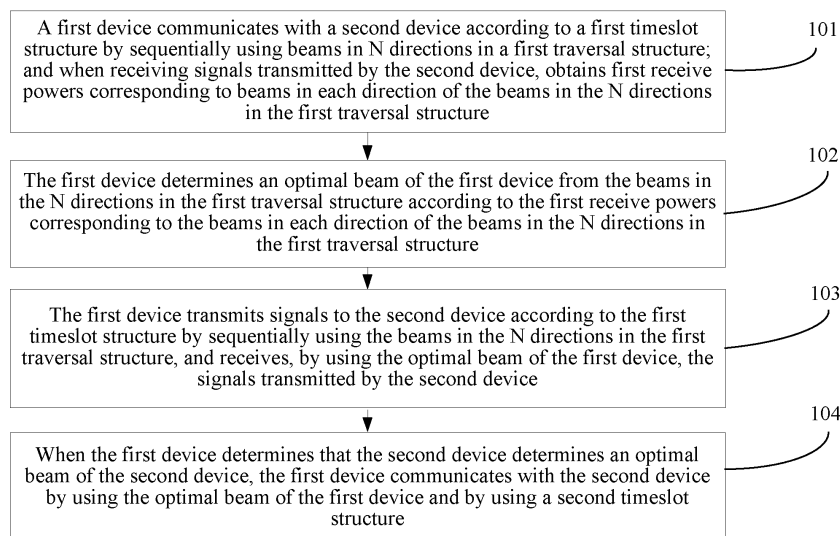 A first device communicates with a second device according to a first timeslot
structure by sequentially using beams in N directions in a first traversal structure;
and when receiving signals transmitted by the second device, obtains first receive
powers corresponding to beams in each direction of the beams in the N directions
in the first traversal structure
101
The first device determines an optimal beam of the first device from the beams in
the N directions in the first traversal structure according to the first receive powers
corresponding to the beams in each direction of the beams in the N directions in
the first traversal structure
102
The first device transmits signals to the second device according to the first
timeslot structure by sequentially using the beams in the N directions in the first
traversal structure, and receives, by using the optimal beam of the first device, the
signals transmitted by the second device
103
When the first device determines that the second device determines an optimal
beam of the second device, the first device communicates with the second device
by using the optimal beam of the first device and by using a second timeslot
structure
104